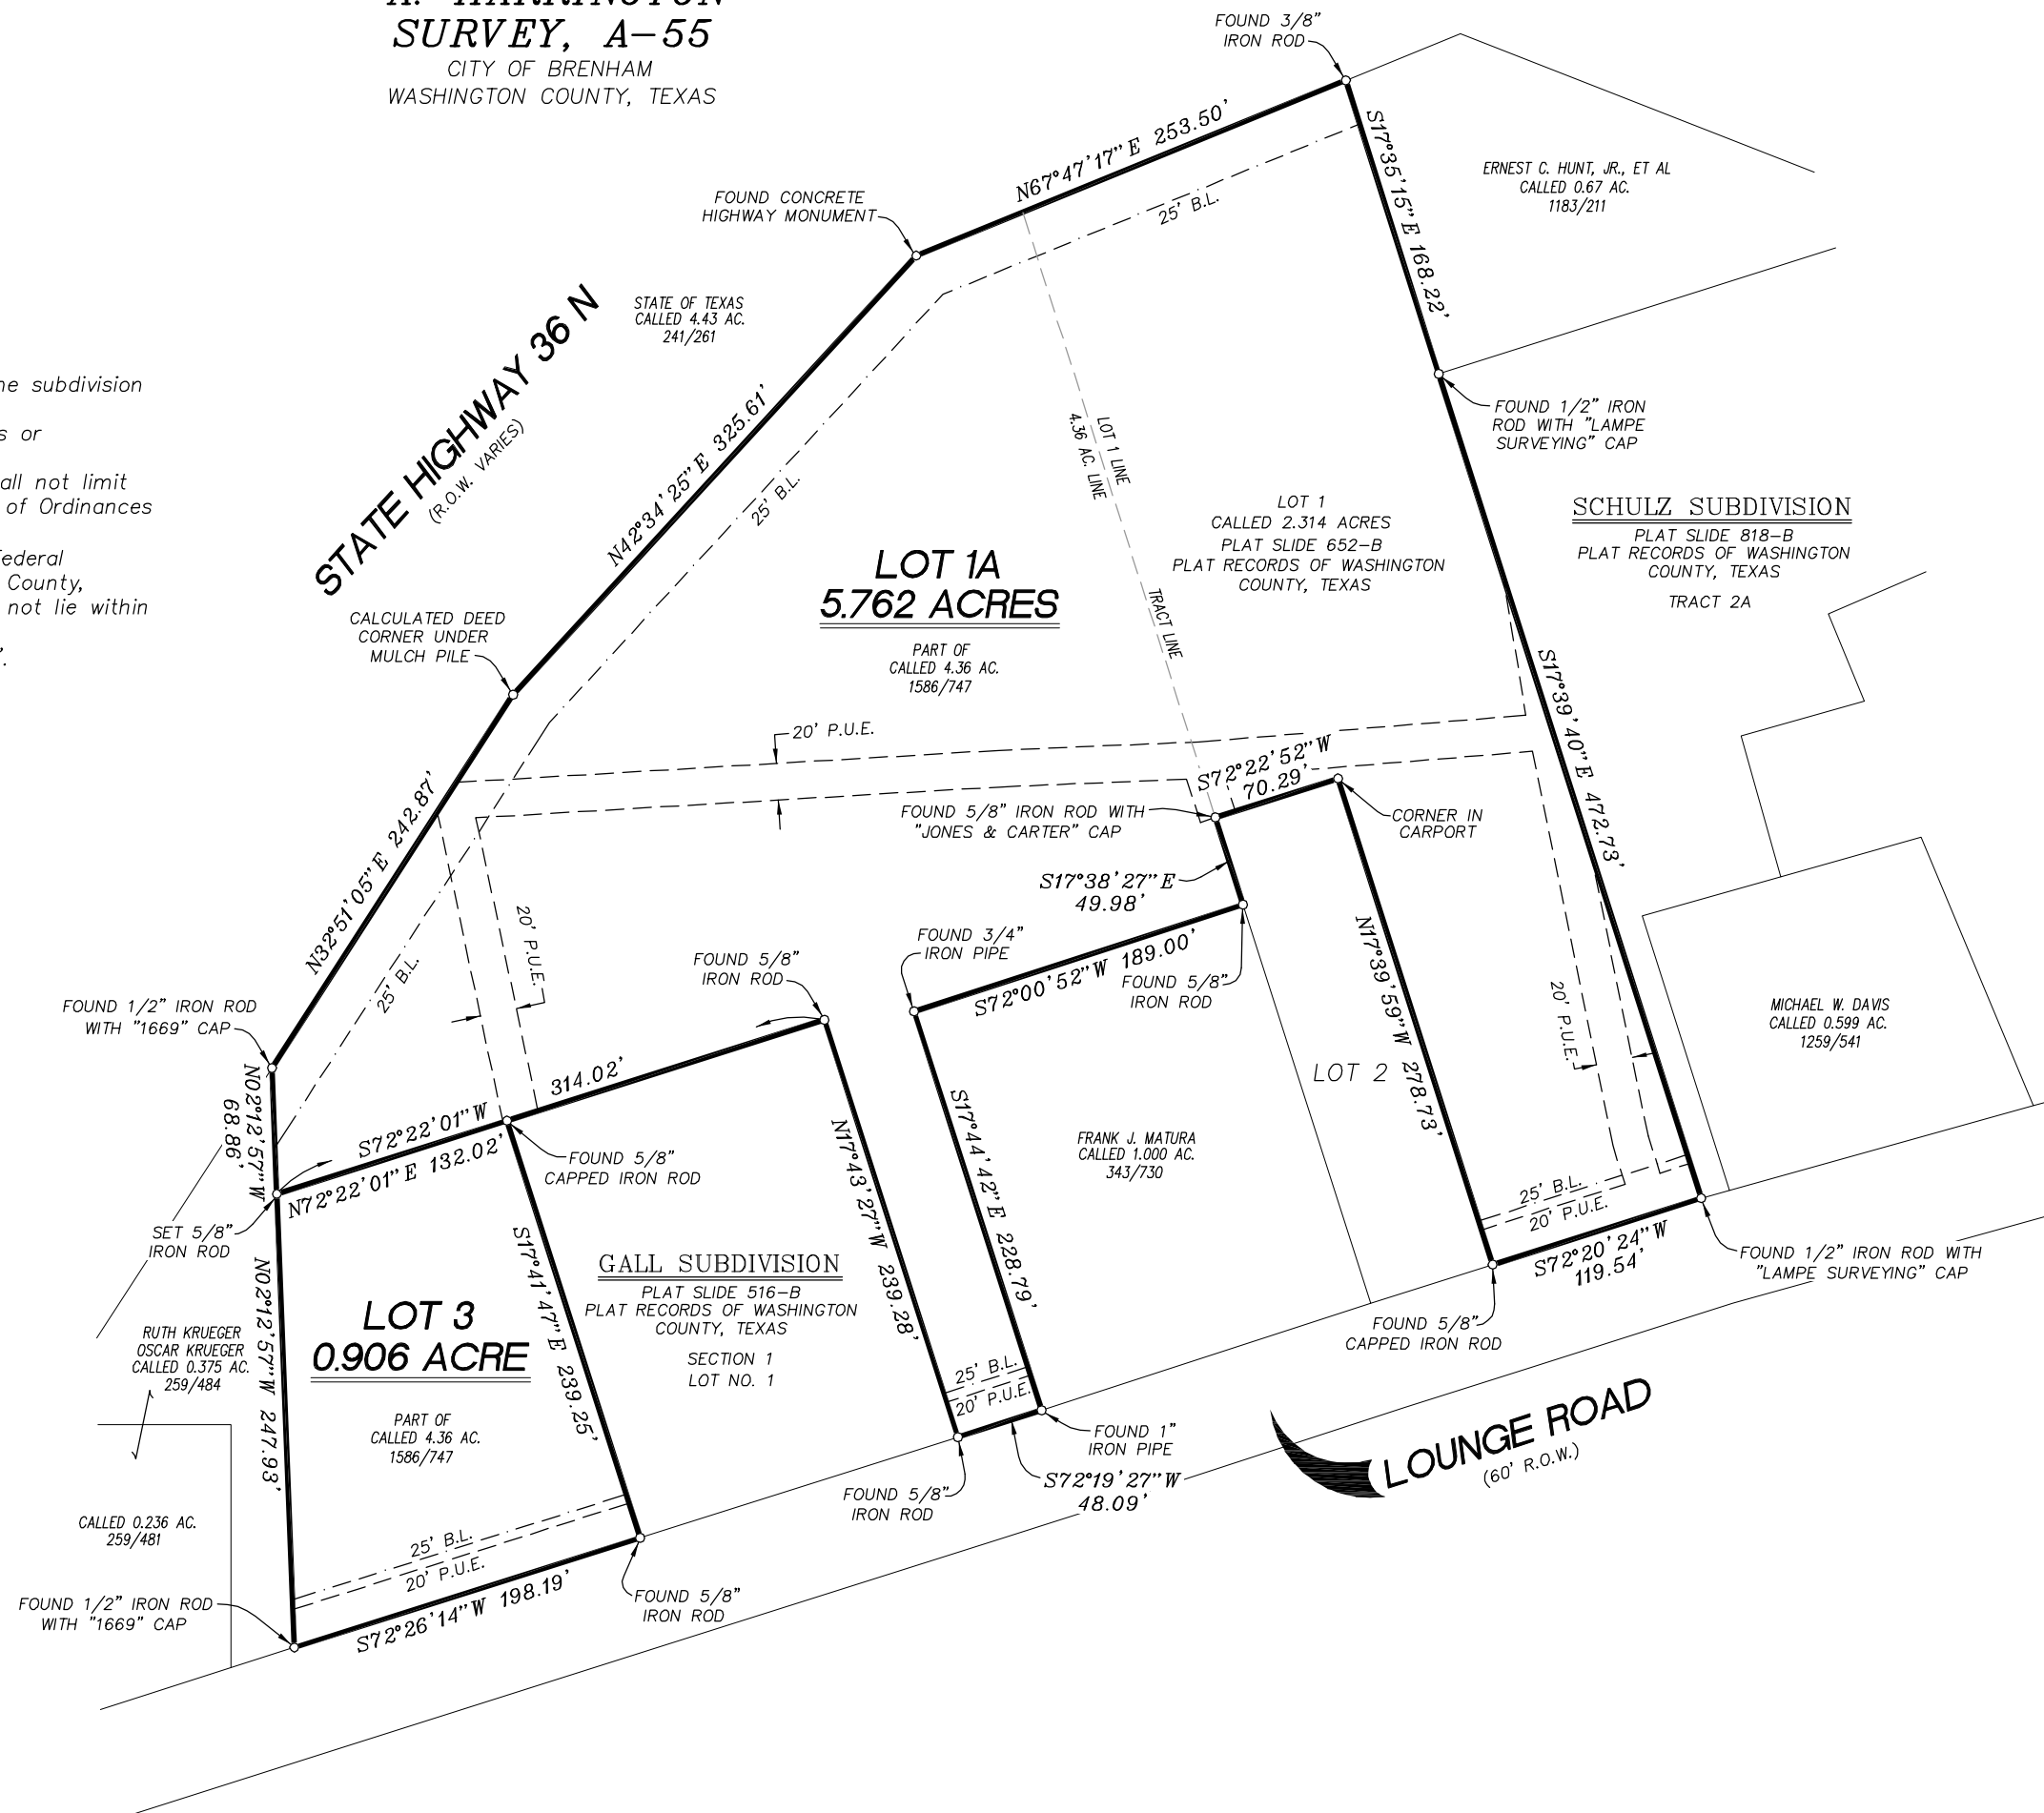 SURVEY, A-55
CITY OF BRENHAM
WASHINGTON COUNTY, TEXAS
FOUND 3/8"
IRON ROD
N67°47'17"E 253.50'
S17°35'15"E 168.22'
25' B.L.
ERNEST C. HUNT, JR., ET AL
CALLED 0.67 AC.
1183/211
FOUND CONCRETE
HIGHWAY MONUMENT
STATE OF TEXAS
CALLED 4.43 AC.
241/261
STATE HIGHWAY 36 N
(R.O.W. VARIES)
N42°34'25"E 325.61'
25' B.L.
subdivision
s or
all not limit
of Ordinances
Federal
County,
not lie within
LOT 1 LINE
4.36 AC. LINE
TRACT LINE
FOUND 1/2" IRON
ROD WITH "LAMPE
SURVEYING" CAP
LOT 1
CALLED 2.314 ACRES
PLAT SLIDE 652-B
PLAT RECORDS OF WASHINGTON
COUNTY, TEXAS
SCHULZ SUBDIVISION
PLAT SLIDE 818-B
PLAT RECORDS OF WASHINGTON
COUNTY, TEXAS
TRACT 2A
LOT 1A
5.762 ACRES
PART OF
CALLED 4.36 AC.
1586/747
CALCULATED DEED
CORNER UNDER
MULCH PILE
S17°39'40"E 472.73'
20' P.U.E.
S72°22'52"W
70.29'
FOUND 5/8" IRON ROD WITH
"JONES & CARTER" CAP
CORNER IN
CARPORT
N32°51'05"E 242.87'
25' B.L.
20' P.U.E.
S17°38'27"E
49.98'
FOUND 3/4"
IRON PIPE
S72°00'52"W 189.00'
FOUND 5/8"
IRON ROD
FOUND 5/8"
IRON ROD
N17°39'59"W 278.73'
20' P.U.E.
MICHAEL W. DAVIS
CALLED 0.599 AC.
1259/541
FOUND 1/2" IRON ROD
WITH "1669" CAP
N02°12'57"W
68.86'
314.02'
S72°22'01"W
N72°22'01"E 132.02'
FOUND 5/8"
CAPPED IRON ROD
LOT 2
FRANK J. MATURA
CALLED 1.000 AC.
343/730
S17°44'42"E 228.79'
N17°43'27"W 239.28'
SET 5/8"
IRON ROD
25' B.L.
20' P.U.E.
S72°20'24"W
119.54'
FOUND 1/2" IRON ROD WITH
"LAMPE SURVEYING" CAP
N02°12'57"W 247.93'
S17°41'47"E 239.25'
GALL SUBDIVISION
PLAT SLIDE 516-B
PLAT RECORDS OF WASHINGTON
COUNTY, TEXAS
SECTION 1
LOT NO. 1
LOT 3
0.906 ACRE
PART OF
CALLED 4.36 AC.
1586/747
RUTH KRUEGER
OSCAR KRUEGER
CALLED 0.375 AC.
259/484
FOUND 5/8"
CAPPED IRON ROD
25' B.L.
20' P.U.E.
FOUND 1"
IRON PIPE
S72°19'27"W
48.09'
FOUND 5/8"
IRON ROD
LOUNGE ROAD
(60' R.O.W.)
CALLED 0.236 AC.
259/481
25' B.L.
20' P.U.E.
FOUND 1/2" IRON ROD
WITH "1669" CAP
S72°26'14"W 198.19'
FOUND 5/8"
IRON ROD